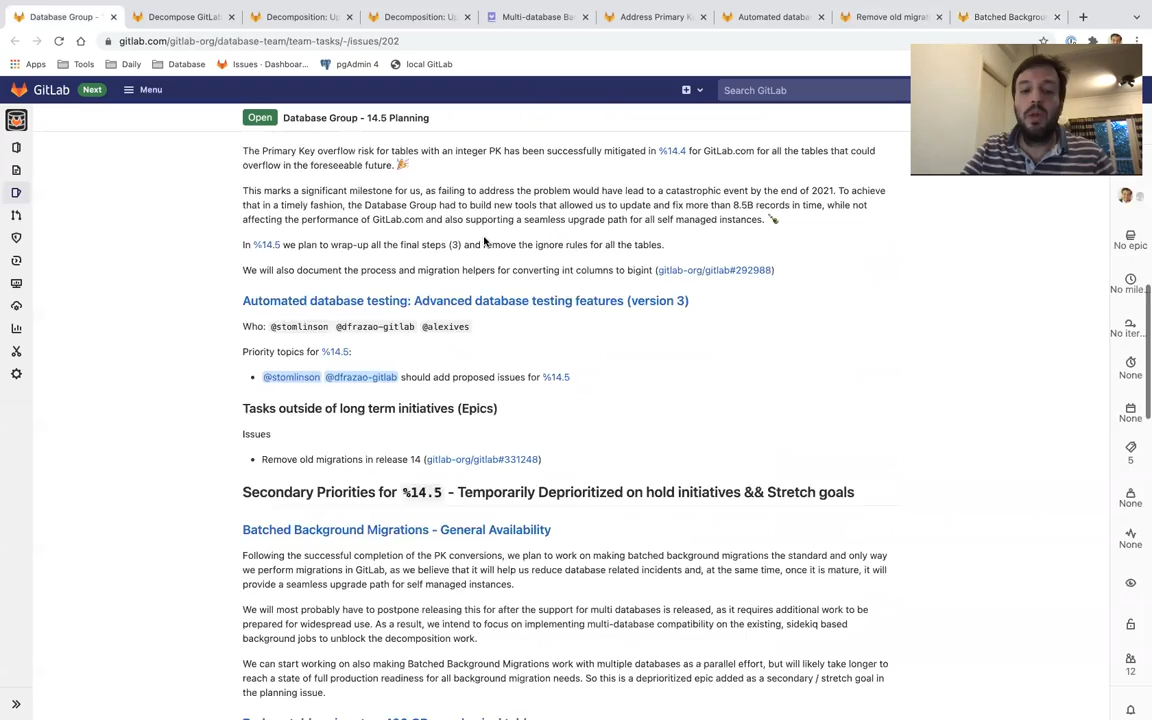 Database Group -
Decompose GitLab
Decomposition: Up
Decomposition: Up
Multi-database Ba
Address Primary K
Automated databa
Remove old migrat
Batched Backgrou
gitlab.com/gitlab-org/database-team/team-tasks/-/issues/202
Apps
Tools
Daily
Database
Issues · Dashboar...
pgAdmin 4
local GitLab
GitLab
Next
Menu
Search GitLab
Open
Database Group - 14.5 Planning
The Primary Key overflow risk for tables with an integer PK has been successfully mitigated in %14.4 for GitLab.com for all the tables that could
overflow in the foreseeable future. 🎉
This marks a significant milestone for us, as failing to address the problem would have lead to a catastrophic event by the end of 2021. To achieve
that in a timely fashion, the Database Group had to build new tools that allowed us to update and fix more than 8.5B records in time, while not
affecting the performance of GitLab.com and also supporting a seamless upgrade path for all self managed instances.
In %14.5 we plan to wrap-up all the final steps (3) and remove the ignore rules for all the tables.
We will also document the process and migration helpers for converting int columns to bigint (gitlab-org/gitlab#292988)
Automated database testing: Advanced database testing features (version 3)
Who: @stomlinson @dfrazao-gitlab @alexives
Priority topics for %14.5:
• @stomlinson @dfrazao-gitlab should add proposed issues for %14.5
Tasks outside of long term initiatives (Epics)
Issues
• Remove old migrations in release 14 (gitlab-org/gitlab#331248)
Secondary Priorities for %14.5 - Temporarily Deprioritized on hold initiatives && Stretch goals
Batched Background Migrations - General Availability
Following the successful completion of the PK conversions, we plan to work on making batched background migrations the standard and only way
we perform migrations in GitLab, as we believe that it will help us reduce database related incidents and, at the same time, once it is mature, it will
provide a seamless upgrade path for self managed instances.
We will most probably have to postpone releasing this for after the support for multi databases is released, as it requires additional work to be
prepared for widespread use. As a result, we intend to focus on implementing multi-database compatibility on the existing, sidekiq based
background jobs to unblock the decomposition work.
We can start working on also making Batched Background Migrations work with multiple databases as a parallel effort, but will likely take longer to
reach a state of full production readiness for all background migration needs. So this is a deprioritized epic added as a secondary / stretch goal in
the planning issue.
No epic
No mile...
No iter...
None
None
5
None
None
12